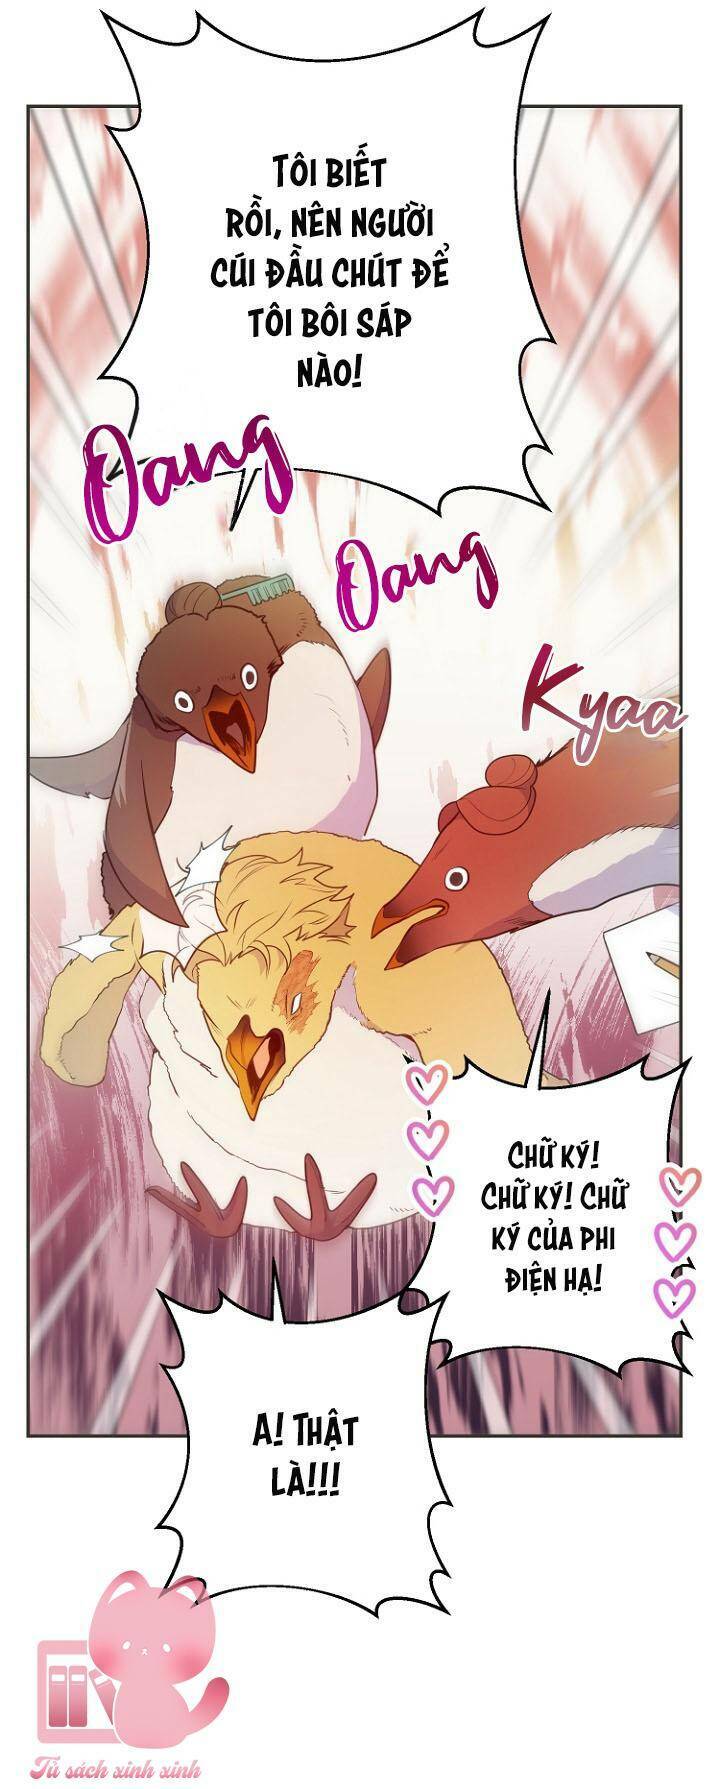 TÔI BIẾT
RỒI, NÊN NGƯỜI
CÚI ĐẦU CHÚT ĐỂ
TÔI BÔI SÁP
NÀO!
Oang
Oang
Kyaa
CHỮ KÝ!
CHỮ KÝ! CHỮ
KÝ CỦA PHI
ĐIỆN HẠ!
A! THẬT
LÀ!!!
Tủ sách xinh xinh